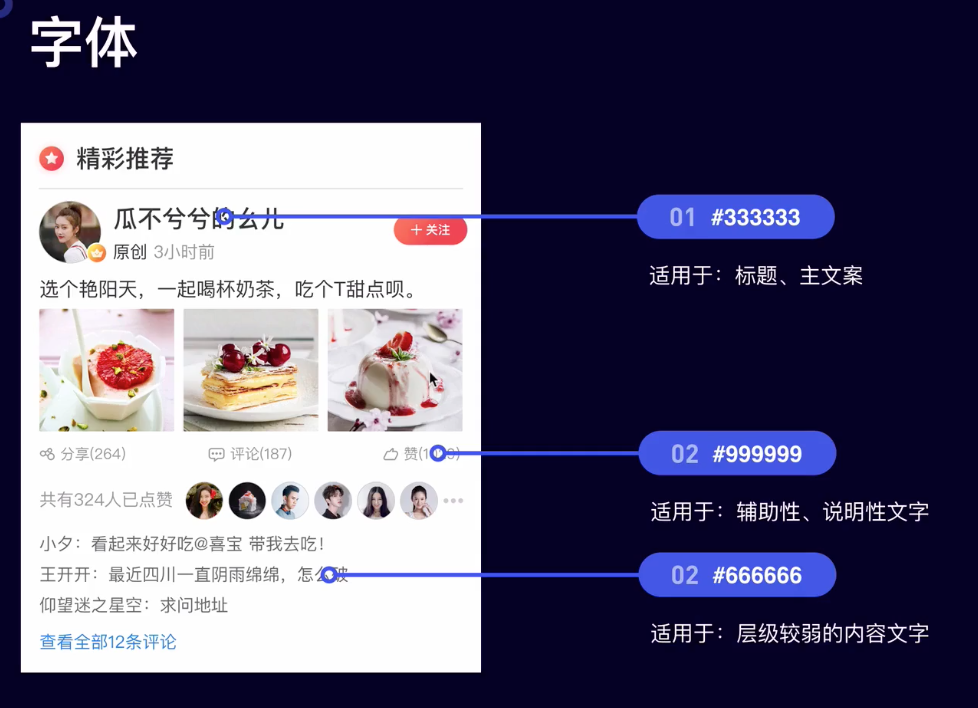 字体
精彩推荐
瓜不兮兮的么儿
+ 关注
原创 3小时前
选个艳阳天，一起喝杯奶茶，吃个T甜点呗。
分享(264) 评论(187) 赞(1
共有324人已点赞
小夕：看起来好好吃@喜宝 带我去吃！
王开开：最近四川一直阴雨绵绵，怎么破
仰望迷之星空：求问地址
查看全部12条评论
01 #333333
适用于：标题、主文案
02 #999999
适用于：辅助性、说明性文字
02 #666666
适用于：层级较弱的内容文字